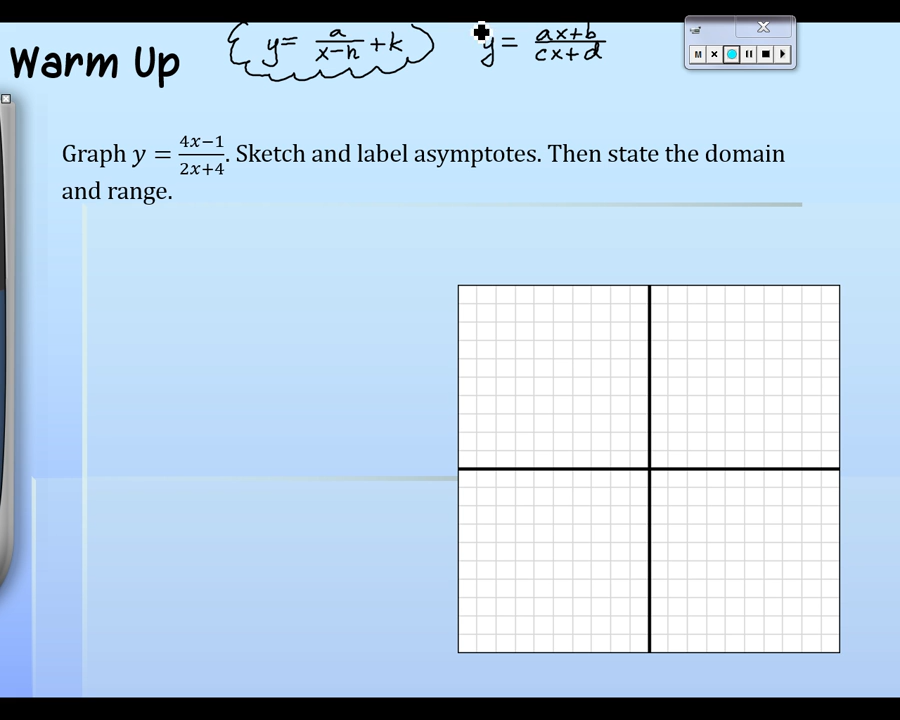 y = a/(x-h) + k    y = (ax+b)/(cx+d)
Warm Up
M
Graph y = (4x−1)/(2x+4). Sketch and label asymptotes. Then state the domain
and range.